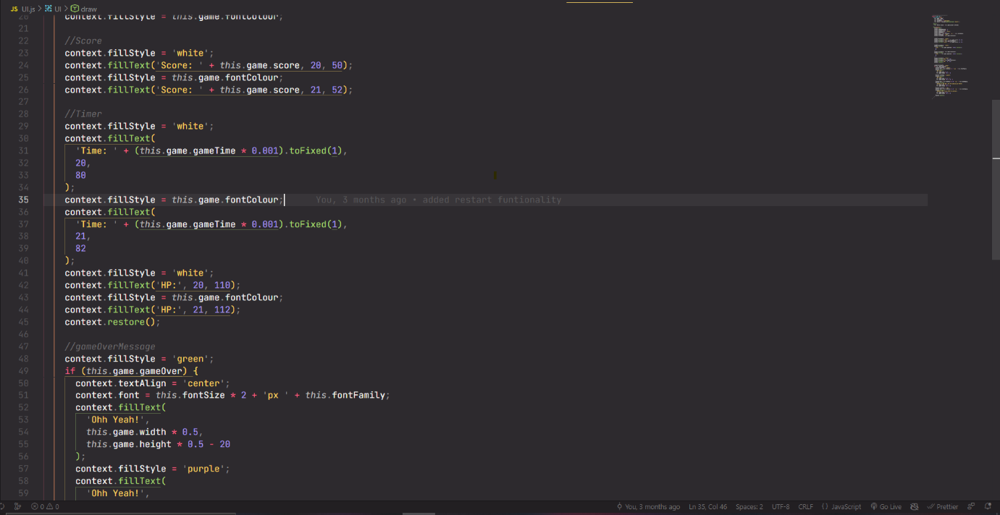 JS UI.js > UI > draw
20 context.fillStyle = this.game.fontColour;
21
22 //Score
23 context.fillStyle = 'white';
24 context.fillText('Score: ' + this.game.score, 20, 50);
25 context.fillStyle = this.game.fontColour;
26 context.fillText('Score: ' + this.game.score, 21, 52);
27
28 //Timer
29 context.fillStyle = 'white';
30 context.fillText(
31 'Time: ' + (this.game.gameTime * 0.001).toFixed(1),
32 20,
33 80
34 );
35 context.fillStyle = this.game.fontColour; You, 3 months ago • added restart funtionality
36 context.fillText(
37 'Time: ' + (this.game.gameTime * 0.001).toFixed(1),
38 21,
39 82
40 );
41 context.fillStyle = 'white';
42 context.fillText('HP:', 20, 110);
43 context.fillStyle = this.game.fontColour;
44 context.fillText('HP:', 21, 112);
45 context.restore();
46
47 //gameOverMessage
48 context.fillStyle = 'green';
49 if (this.game.gameOver) {
50 context.textAlign = 'center';
51 context.font = this.fontSize * 2 + 'px ' + this.fontFamily;
52 context.fillText(
53 'Ohh Yeah!',
54 this.game.width * 0.5,
55 this.game.height * 0.5 - 20
56 );
57 context.fillStyle = 'purple';
58 context.fillText(
59 'Ohh Yeah!',
0 0 You, 3 months ago Ln 35, Col 46 Spaces: 2 UTF-8 CRLF {} JavaScript Go Live Prettier